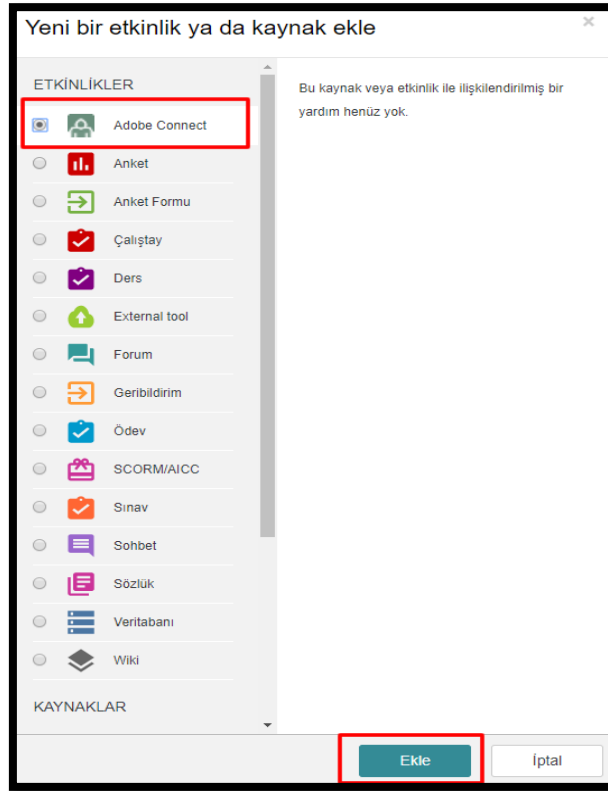 Yeni bir etkinlik ya da kaynak ekle
×
ETKİNLİKLER
Adobe Connect
Anket
Anket Formu
Çalıştay
Ders
External tool
Forum
Geribildirim
Ödev
SCORM/AICC
Sınav
Sohbet
Sözlük
Veritabanı
Wiki
KAYNAKLAR
Bu kaynak veya etkinlik ile ilişkilendirilmiş bir
yardım henüz yok.
Ekle
İptal